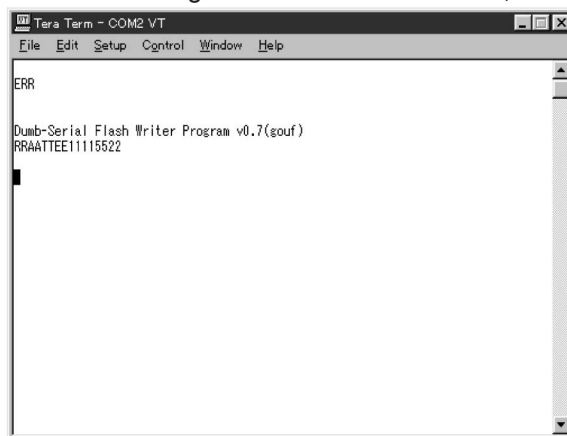 Tera Term - COM2 VT
File Edit Setup Control Window Help
ERR
Dumb-Serial Flash Writer Program v0.7(gouf)
RRAATTEE11115522